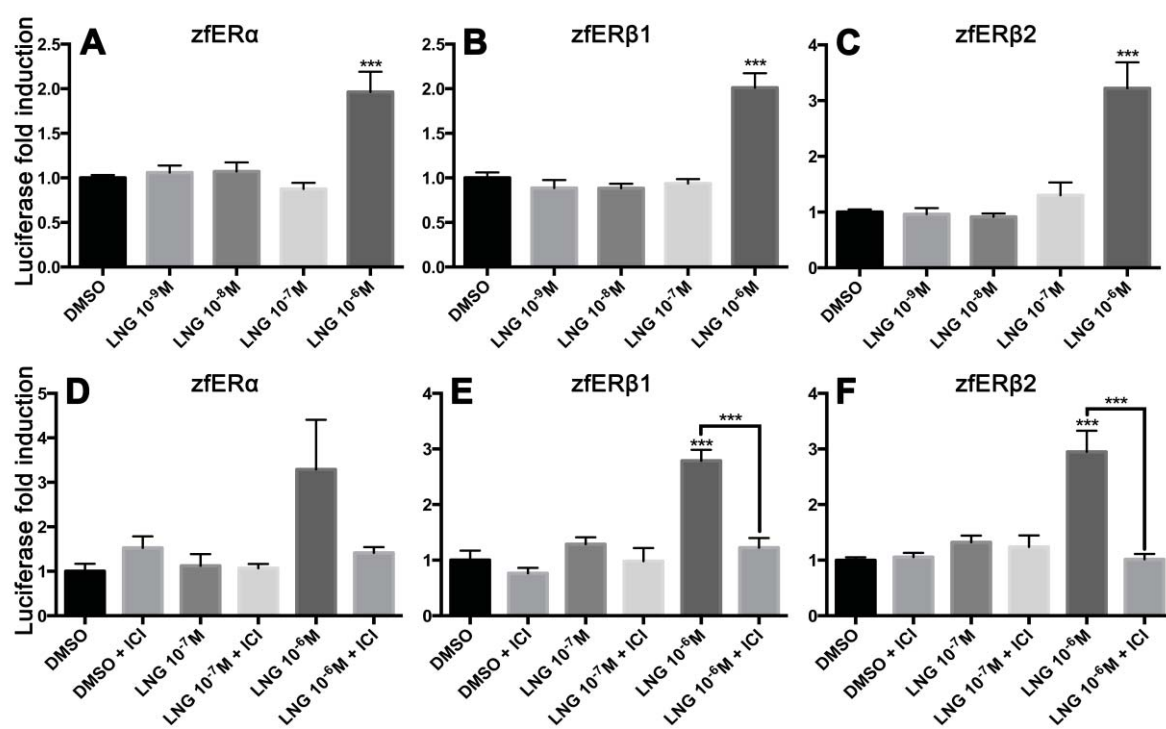 A
zfERα
Luciferase fold induction
2.5
2.0
1.5
1.0
0.5
0.0
DMSO
LNG 10⁻⁹M
LNG 10⁻⁸M
LNG 10⁻⁷M
LNG 10⁻⁶M
***
B
zfERβ1
2.5
2.0
1.5
1.0
0.5
0.0
DMSO
LNG 10⁻⁹M
LNG 10⁻⁸M
LNG 10⁻⁷M
LNG 10⁻⁶M
***
C
zfERβ2
4
3
2
1
0
DMSO
LNG 10⁻⁹M
LNG 10⁻⁸M
LNG 10⁻⁷M
LNG 10⁻⁶M
***
D
zfERα
Luciferase fold induction
5
4
3
2
1
0
DMSO
DMSO + ICI
LNG 10⁻⁷M
LNG 10⁻⁷M + ICI
LNG 10⁻⁶M
LNG 10⁻⁶M + ICI
E
zfERβ1
4
3
2
1
0
DMSO
DMSO + ICI
LNG 10⁻⁷M
LNG 10⁻⁷M + ICI
LNG 10⁻⁶M
LNG 10⁻⁶M + ICI
***
***
F
zfERβ2
4
3
2
1
0
DMSO
DMSO + ICI
LNG 10⁻⁷M
LNG 10⁻⁷M + ICI
LNG 10⁻⁶M
LNG 10⁻⁶M + ICI
***
***